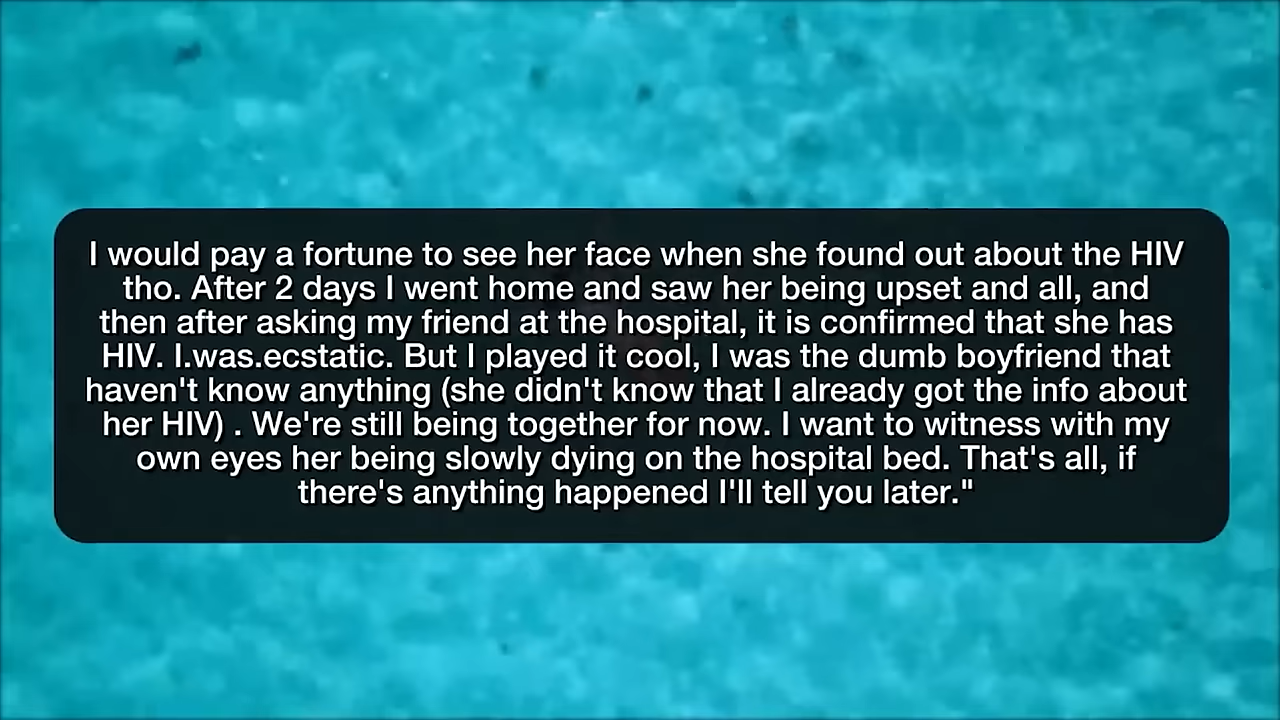 I would pay a fortune to see her face when she found out about the HIV
tho. After 2 days I went home and saw her being upset and all, and
then after asking my friend at the hospital, it is confirmed that she has
HIV. I.was.ecstatic. But I played it cool, I was the dumb boyfriend that
haven't know anything (she didn't know that I already got the info about
her HIV) . We're still being together for now. I want to witness with my
own eyes her being slowly dying on the hospital bed. That's all, if
there's anything happened I'll tell you later."